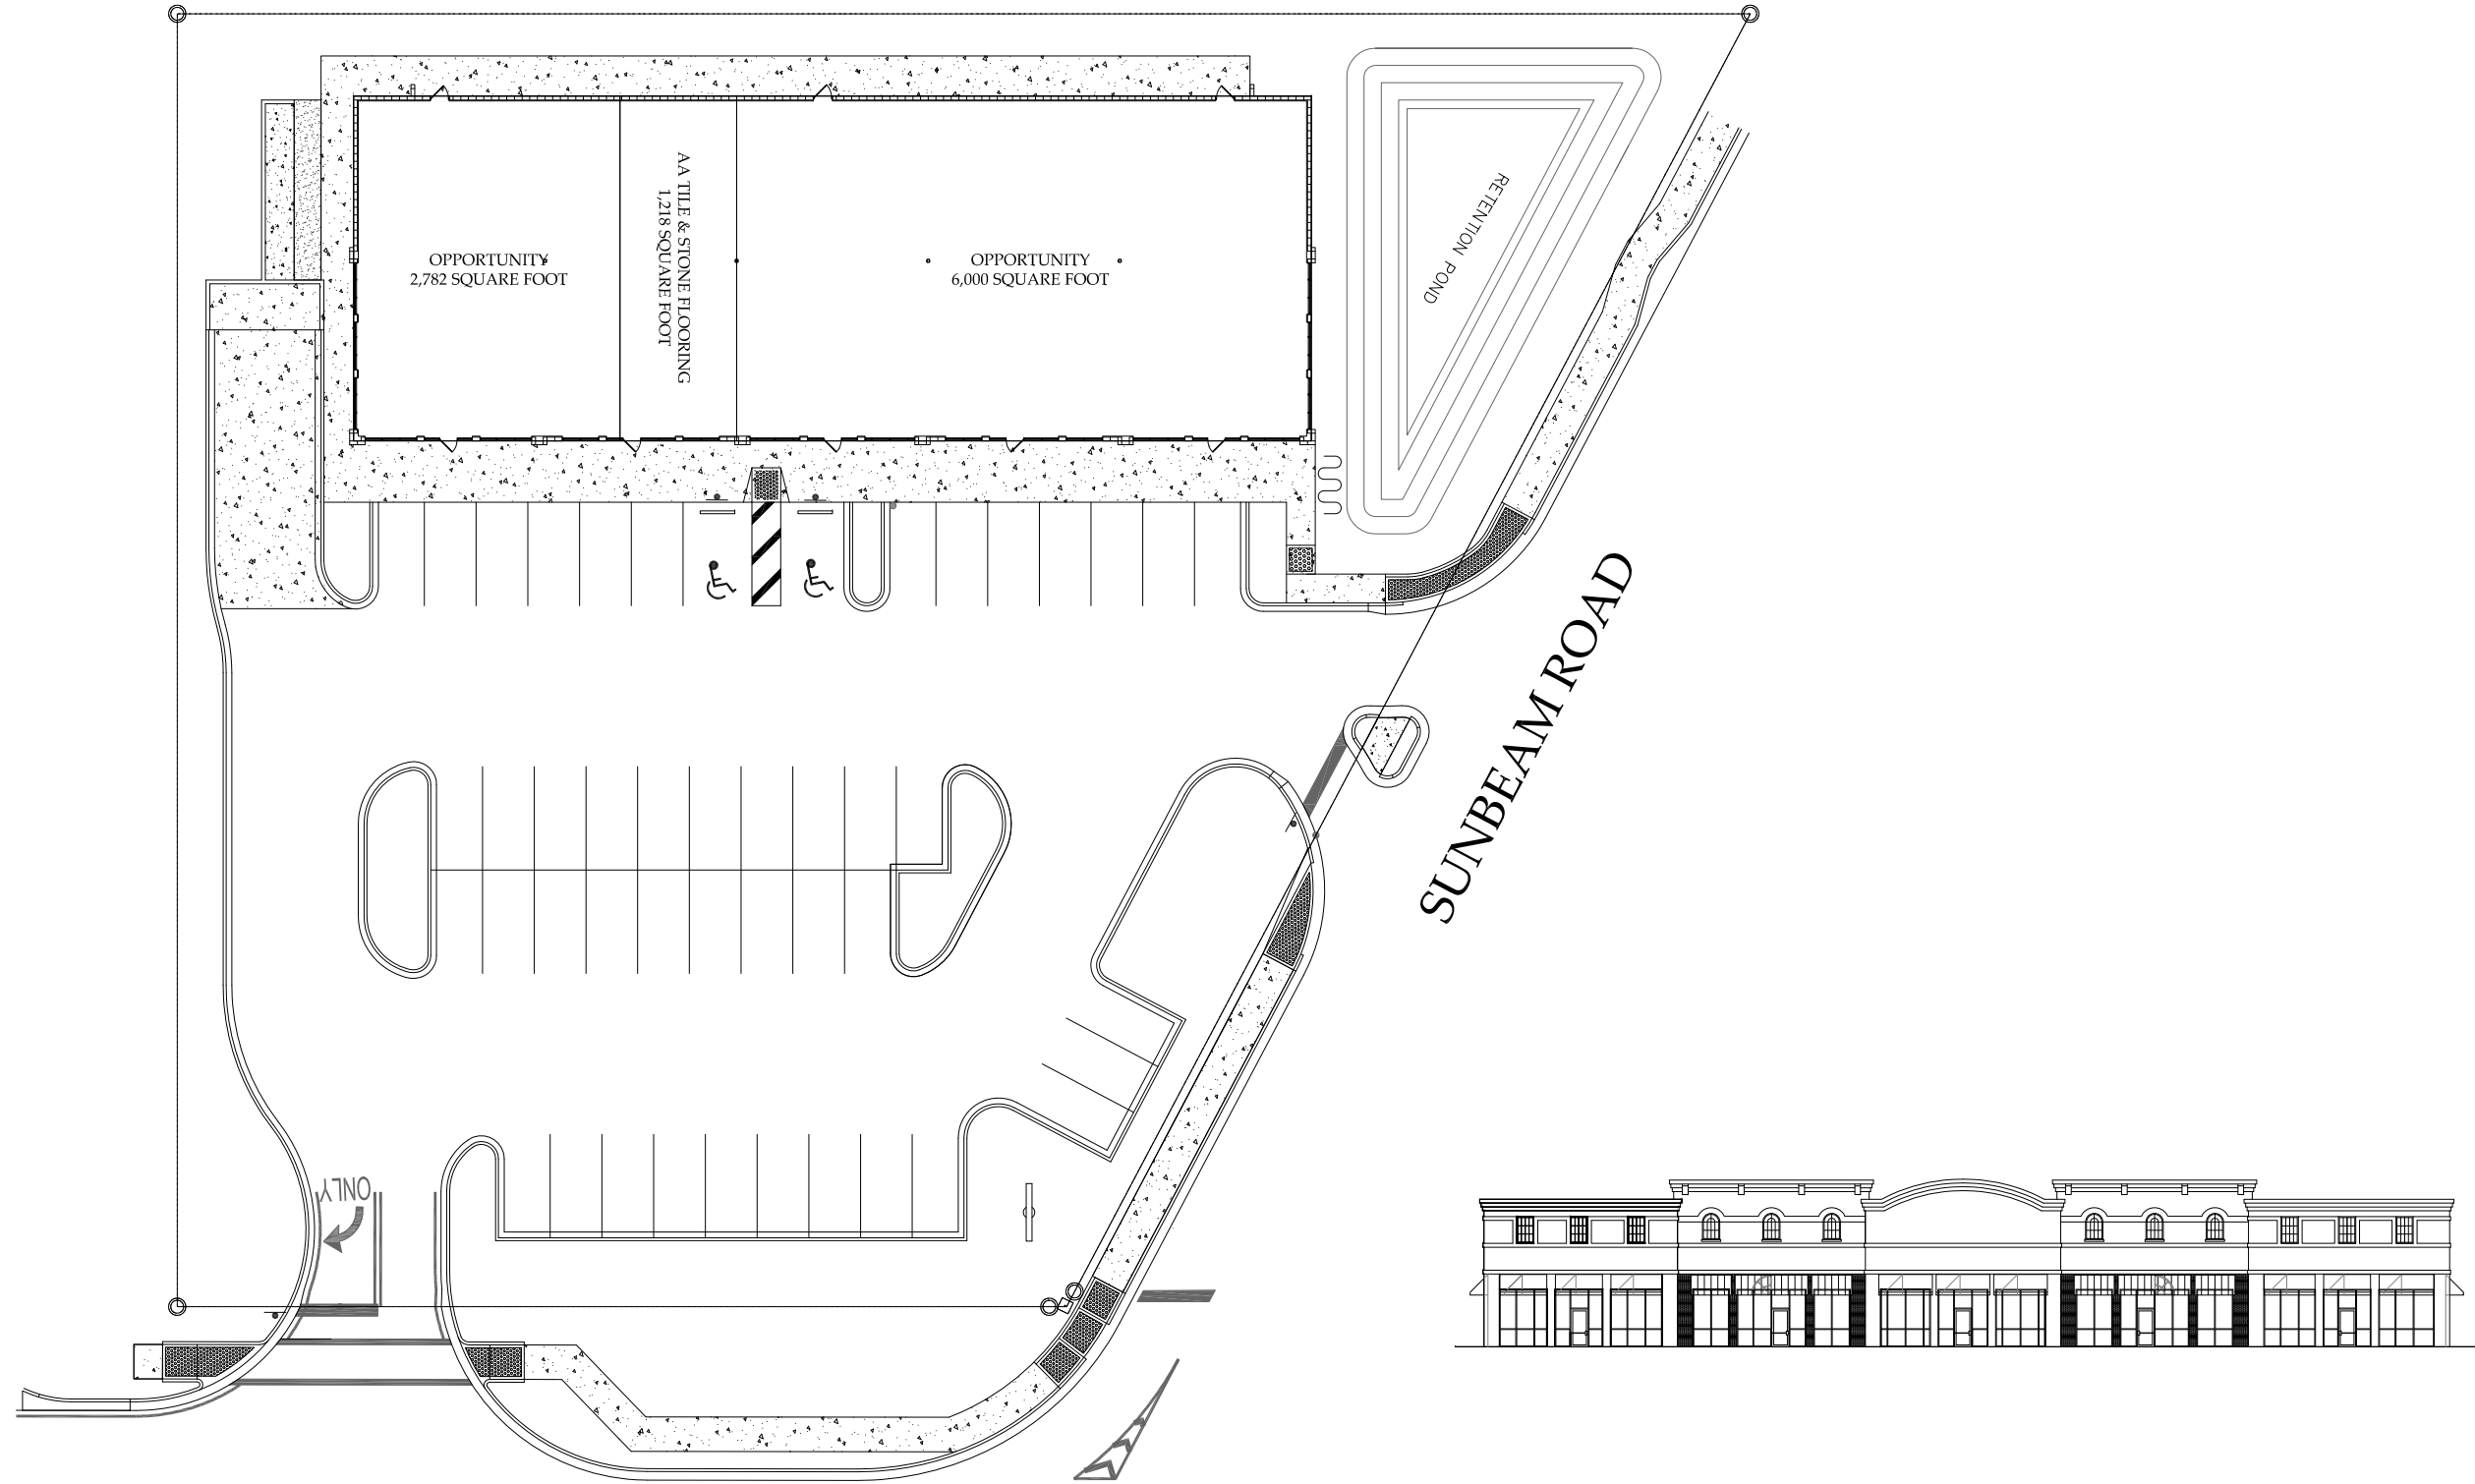 OPPORTUNITY
2,782 SQUARE FOOT
AA TILE & STONE FLOORING
1,218 SQUARE FOOT
OPPORTUNITY
6,000 SQUARE FOOT
RETENTION POND
SUNBEAM ROAD
ONLY